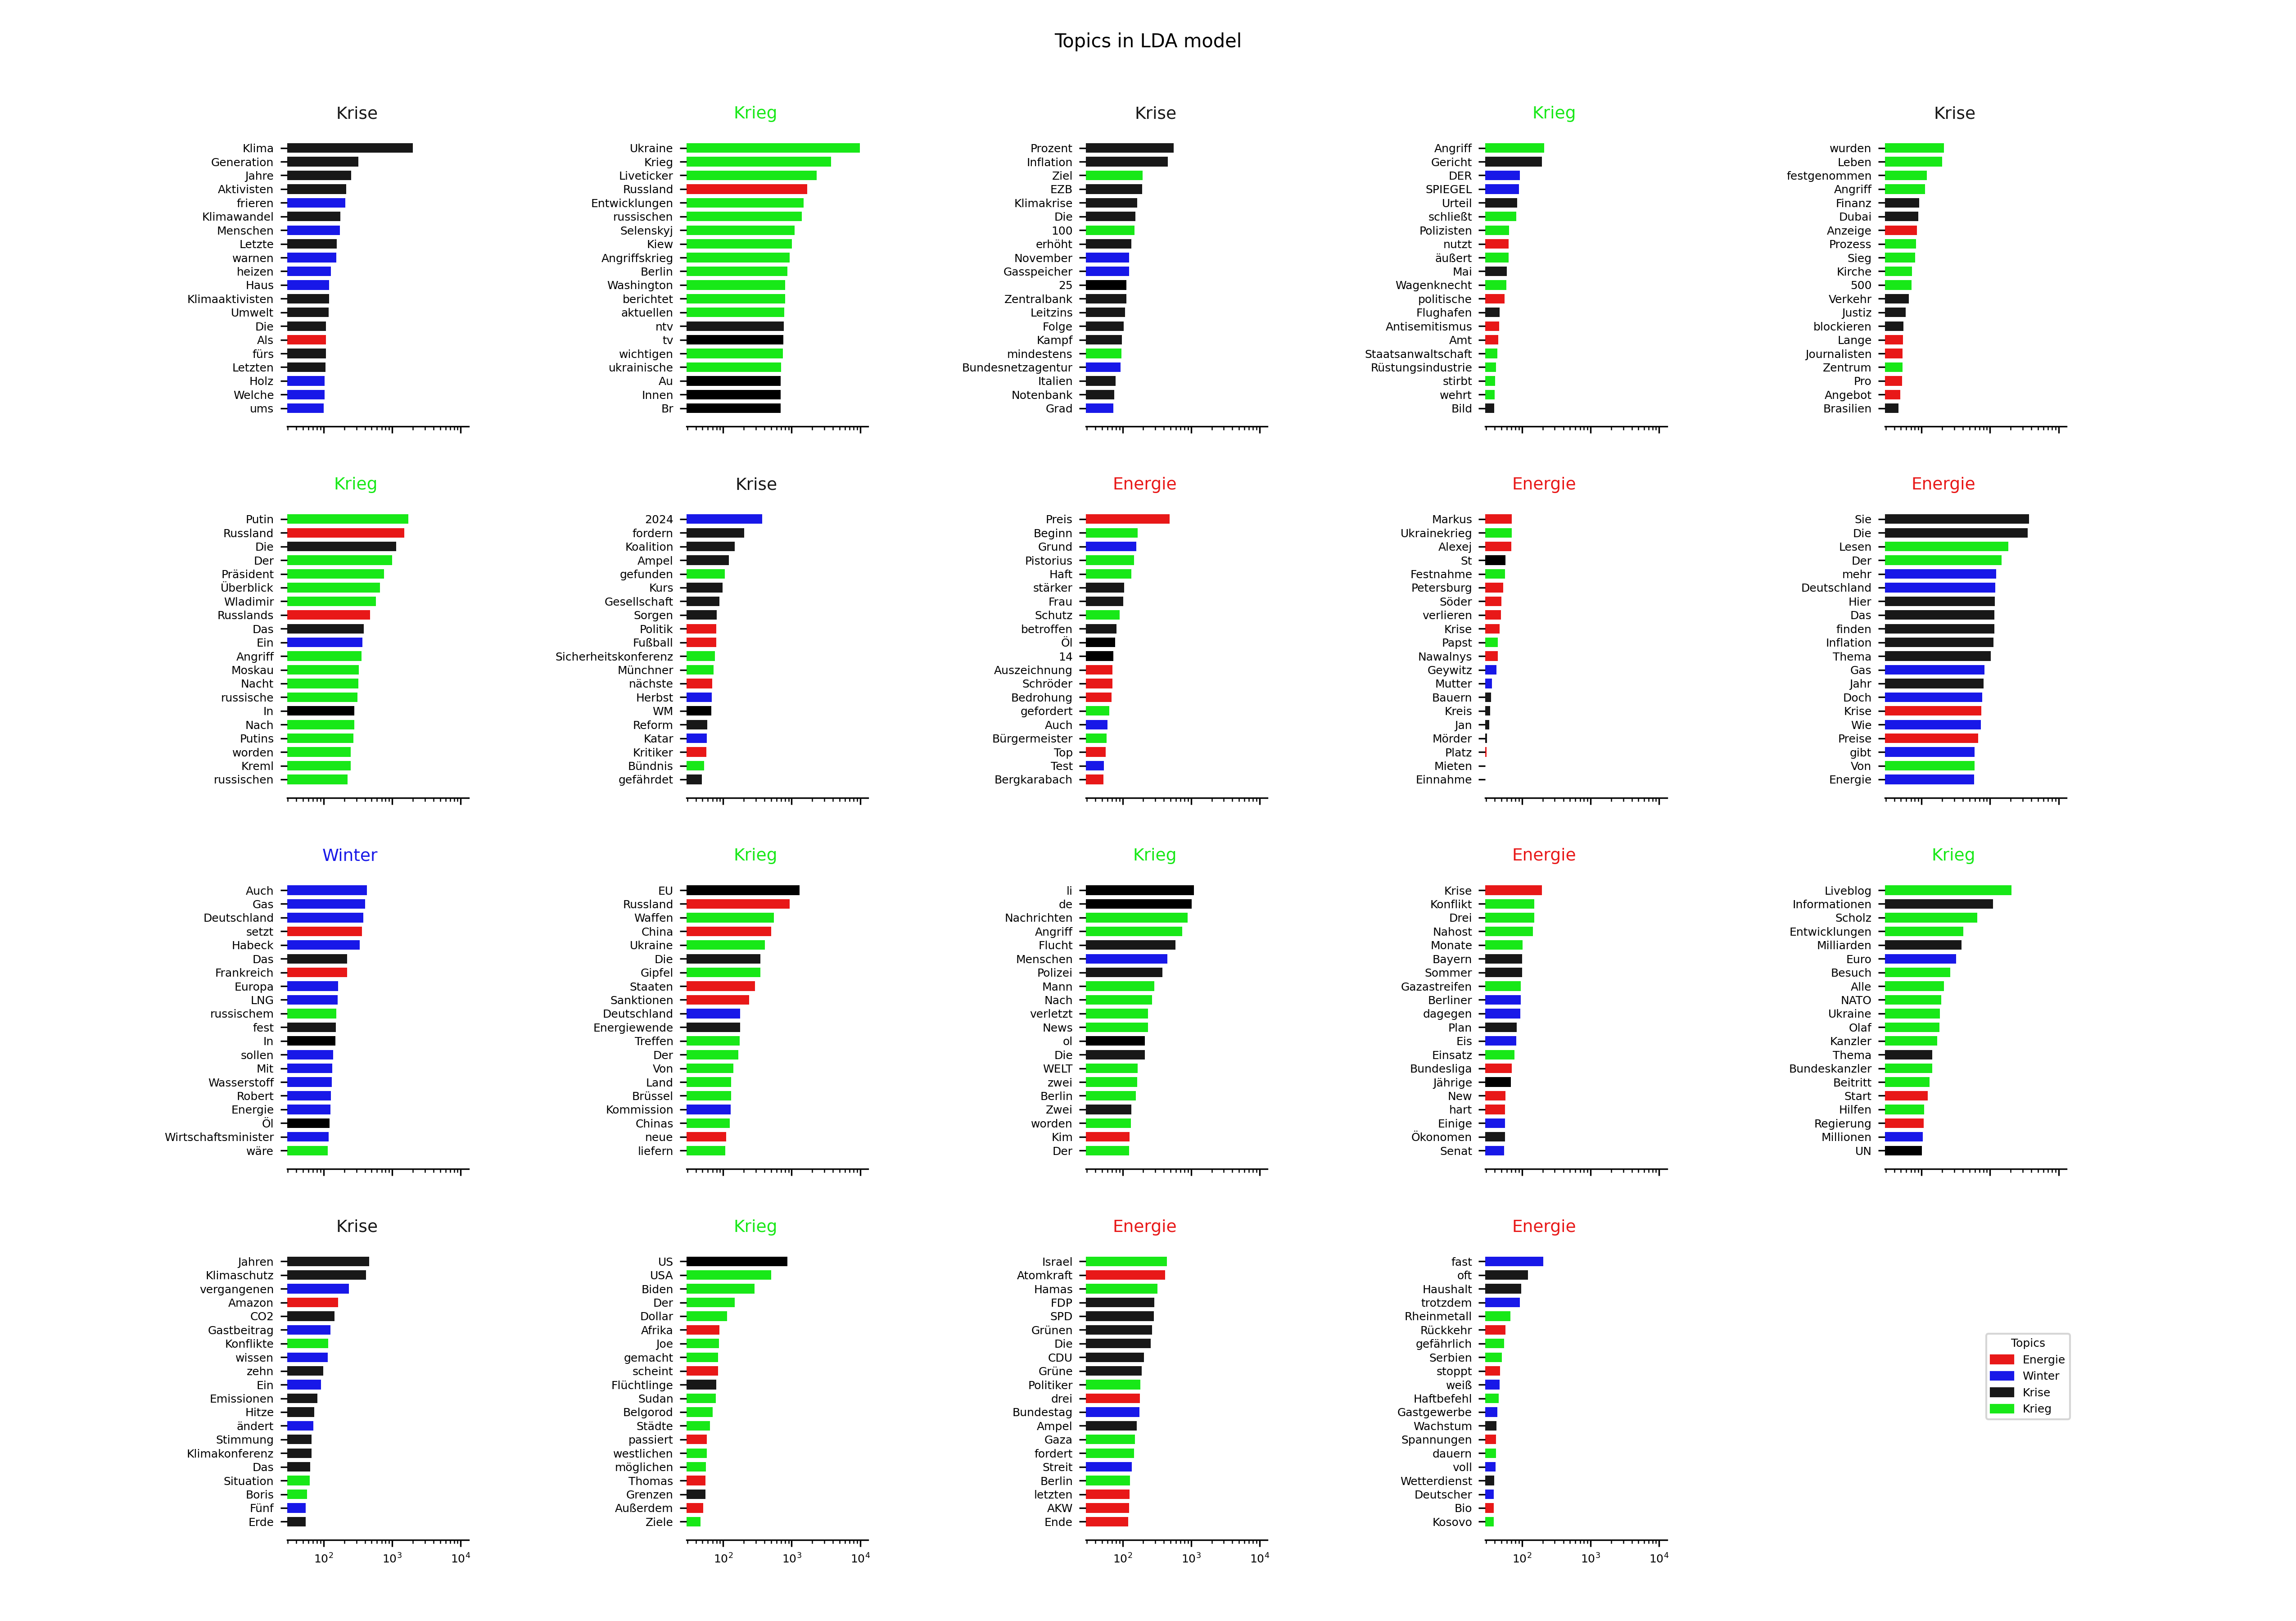 Topics in LDA model
Krise
Klima
Generation
Jahre
Aktivisten
frieren
Klimawandel
Menschen
Letzte
warnen
heizen
Haus
Klimaaktivisten
Umwelt
Die
Als
fürs
Letzten
Holz
Welche
ums
Krieg
Ukraine
Krieg
Liveticker
Russland
Entwicklungen
russischen
Selenskyj
Kiew
Angriffskrieg
Berlin
Washington
berichtet
aktuellen
ntv
tv
wichtigen
ukrainische
Au
Innen
Br
Krise
Prozent
Inflation
Ziel
EZB
Klimakrise
Die
100
erhöht
November
Gasspeicher
25
Zentralbank
Leitzins
Folge
Kampf
mindestens
Bundesnetzagentur
Italien
Notenbank
Grad
Krieg
Angriff
Gericht
DER
SPIEGEL
Urteil
schließt
Polizisten
nutzt
äußert
Mai
Wagenknecht
politische
Flughafen
Antisemitismus
Amt
Staatsanwaltschaft
Rüstungsindustrie
stirbt
wehrt
Bild
Krise
wurden
Leben
festgenommen
Angriff
Finanz
Dubai
Anzeige
Prozess
Sieg
Kirche
500
Verkehr
Justiz
blockieren
Lange
Journalisten
Zentrum
Pro
Angebot
Brasilien
Krieg
Putin
Russland
Die
Der
Präsident
Überblick
Wladimir
Russlands
Das
Ein
Angriff
Moskau
Nacht
russische
In
Nach
Putins
worden
Kreml
russischen
Krise
2024
fordern
Koalition
Ampel
gefunden
Kurs
Gesellschaft
Sorgen
Politik
Fußball
Sicherheitskonferenz
Münchner
nächste
Herbst
WM
Reform
Katar
Kritiker
Bündnis
gefährdet
Energie
Preis
Beginn
Grund
Pistorius
Haft
stärker
Frau
Schutz
betroffen
Öl
14
Auszeichnung
Schröder
Bedrohung
gefordert
Auch
Bürgermeister
Top
Test
Bergkarabach
Energie
Markus
Ukrainekrieg
Alexej
St
Festnahme
Petersburg
Söder
verlieren
Krise
Papst
Nawalnys
Geywitz
Mutter
Bauern
Kreis
Jan
Mörder
Platz
Mieten
Einnahme
Energie
Sie
Die
Lesen
Der
mehr
Deutschland
Hier
Das
finden
Inflation
Thema
Gas
Jahr
Doch
Krise
Wie
Preise
gibt
Von
Energie
Winter
Auch
Gas
Deutschland
setzt
Habeck
Das
Frankreich
Europa
LNG
russischem
fest
In
sollen
Mit
Wasserstoff
Robert
Energie
Öl
Wirtschaftsminister
wäre
Krieg
EU
Russland
Waffen
China
Ukraine
Die
Gipfel
Staaten
Sanktionen
Deutschland
Energiewende
Treffen
Der
Von
Land
Brüssel
Kommission
Chinas
neue
liefern
Krieg
li
de
Nachrichten
Angriff
Flucht
Menschen
Polizei
Mann
Nach
verletzt
News
ol
Die
WELT
zwei
Berlin
Zwei
worden
Kim
Der
Energie
Krise
Konflikt
Drei
Nahost
Monate
Bayern
Sommer
Gazastreifen
Berliner
dagegen
Plan
Eis
Einsatz
Bundesliga
Jährige
New
hart
Einige
Ökonomen
Senat
Krieg
Liveblog
Informationen
Scholz
Entwicklungen
Milliarden
Euro
Besuch
Alle
NATO
Ukraine
Olaf
Kanzler
Thema
Bundeskanzler
Beitritt
Start
Hilfen
Regierung
Millionen
UN
Krise
Jahren
Klimaschutz
vergangenen
Amazon
CO2
Gastbeitrag
Konflikte
wissen
zehn
Ein
Emissionen
Hitze
ändert
Stimmung
Klimakonferenz
Das
Situation
Boris
Fünf
Erde
10² 10³ 10⁴
Krieg
US
USA
Biden
Der
Dollar
Afrika
Joe
gemacht
scheint
Flüchtlinge
Sudan
Belgorod
Städte
passiert
westlichen
möglichen
Thomas
Grenzen
Außerdem
Ziele
10² 10³ 10⁴
Energie
Israel
Atomkraft
Hamas
FDP
SPD
Grünen
Die
CDU
Grüne
Politiker
drei
Bundestag
Ampel
Gaza
fordert
Streit
Berlin
letzten
AKW
Ende
10² 10³ 10⁴
Energie
fast
oft
Haushalt
trotzdem
Rheinmetall
Rückkehr
gefährlich
Serbien
stoppt
weiß
Haftbefehl
Gastgewerbe
Wachstum
Spannungen
dauern
voll
Wetterdienst
Deutscher
Bio
Kosovo
10² 10³ 10⁴
Topics
Energie
Winter
Krise
Krieg